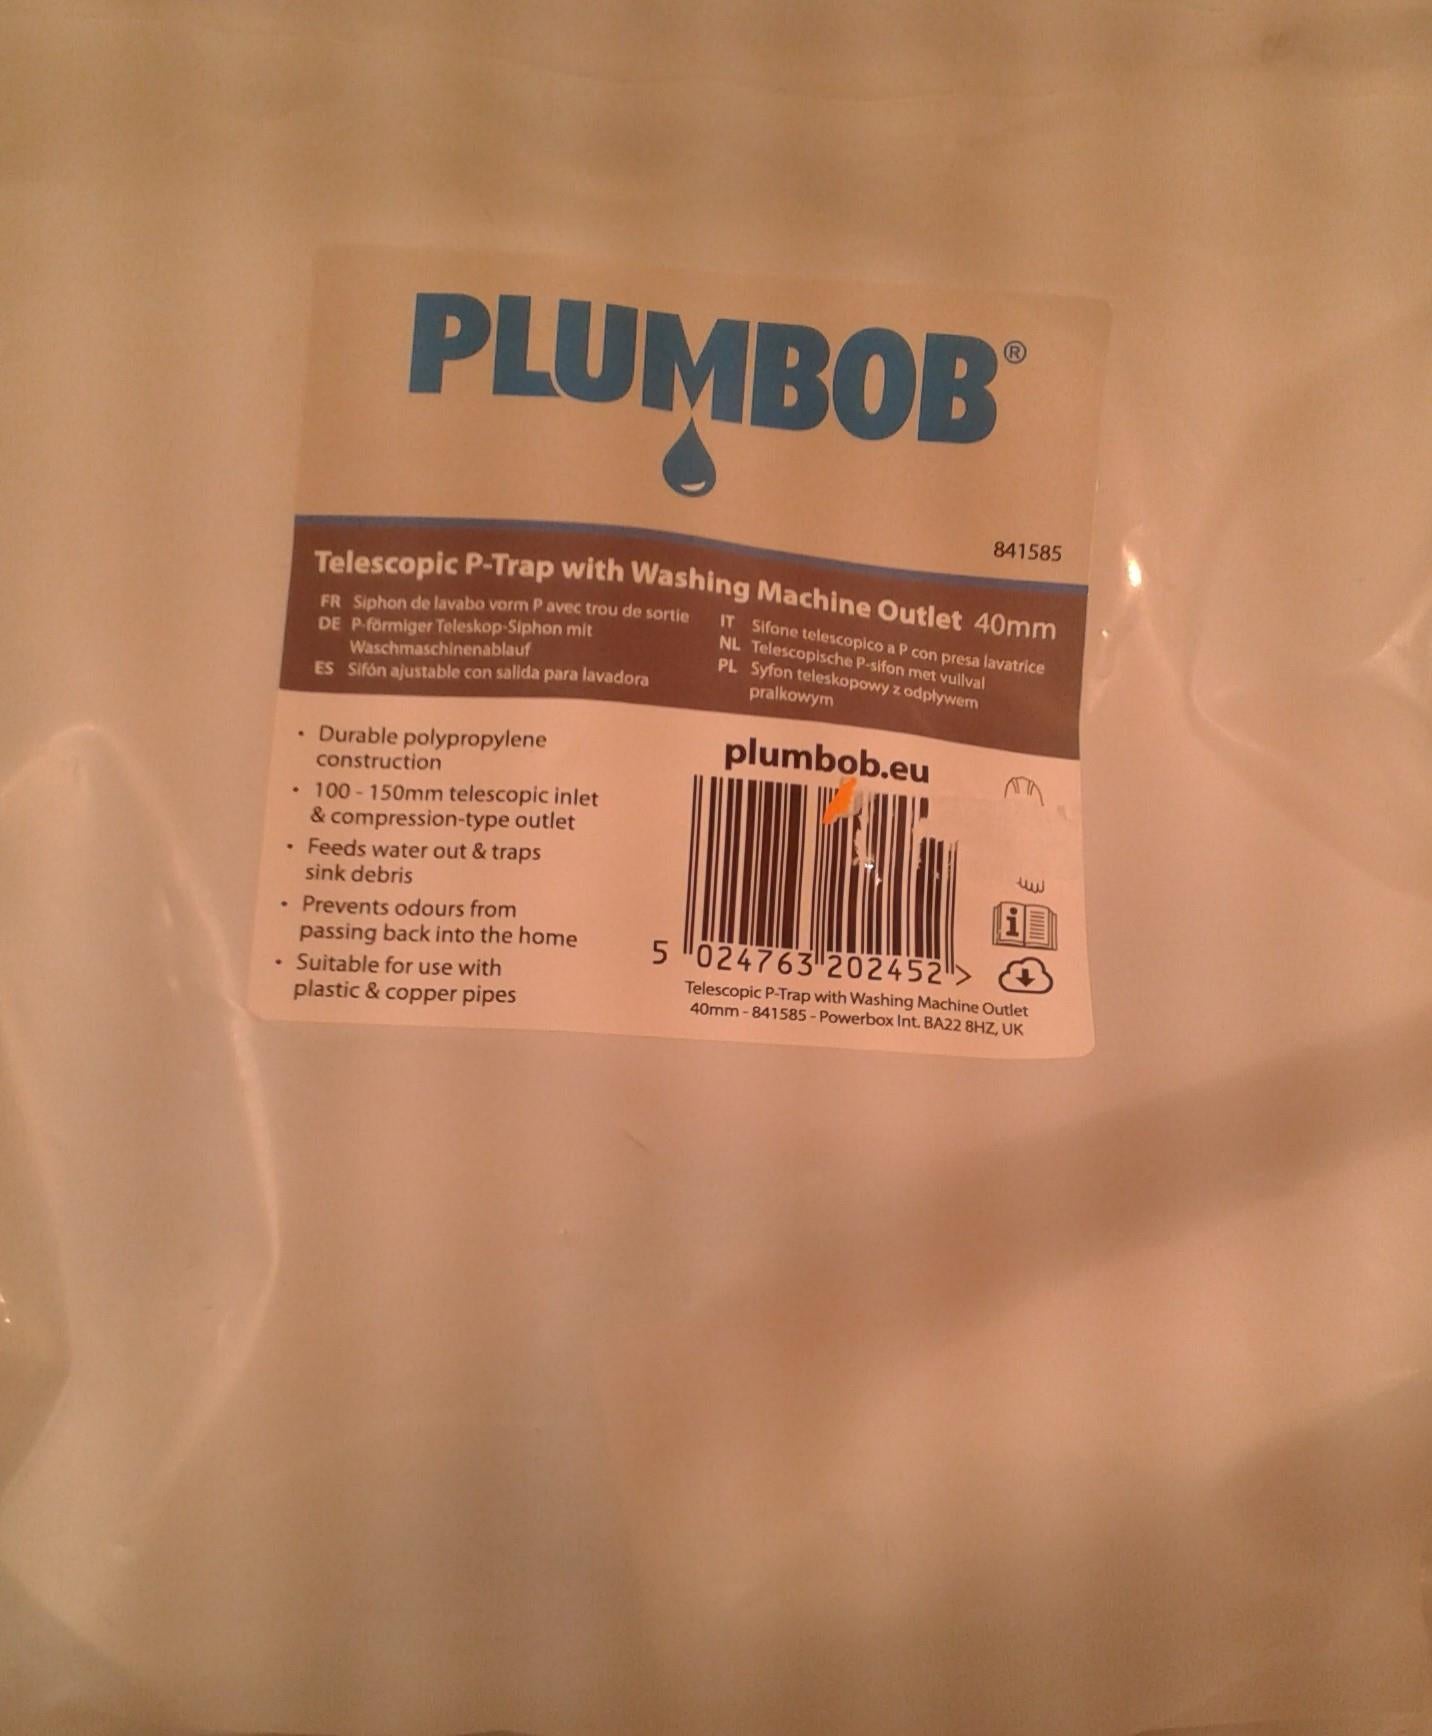 PLUMBOB®
841585
Telescopic P-Trap with Washing Machine Outlet 40mm
FR Siphon de lavabo vorm P avec trou de sortie
DE P-förmiger Teleskop-Siphon mit
Waschmaschinenablauf
ES Sifón ajustable con salida para lavadora
IT Sifone telescopico a P con presa lavatrice
NL Telescopische P-sifon met vuilval
PL Syfon teleskopowy z odpływem
pralkowym
• Durable polypropylene
construction
• 100 - 150mm telescopic inlet
& compression-type outlet
• Feeds water out & traps
sink debris
• Prevents odours from
passing back into the home
• Suitable for use with
plastic & copper pipes
plumbob.eu
5 024763 202452 >
Telescopic P-Trap with Washing Machine Outlet
40mm - 841585 - Powerbox Int. BA22 8HZ, UK